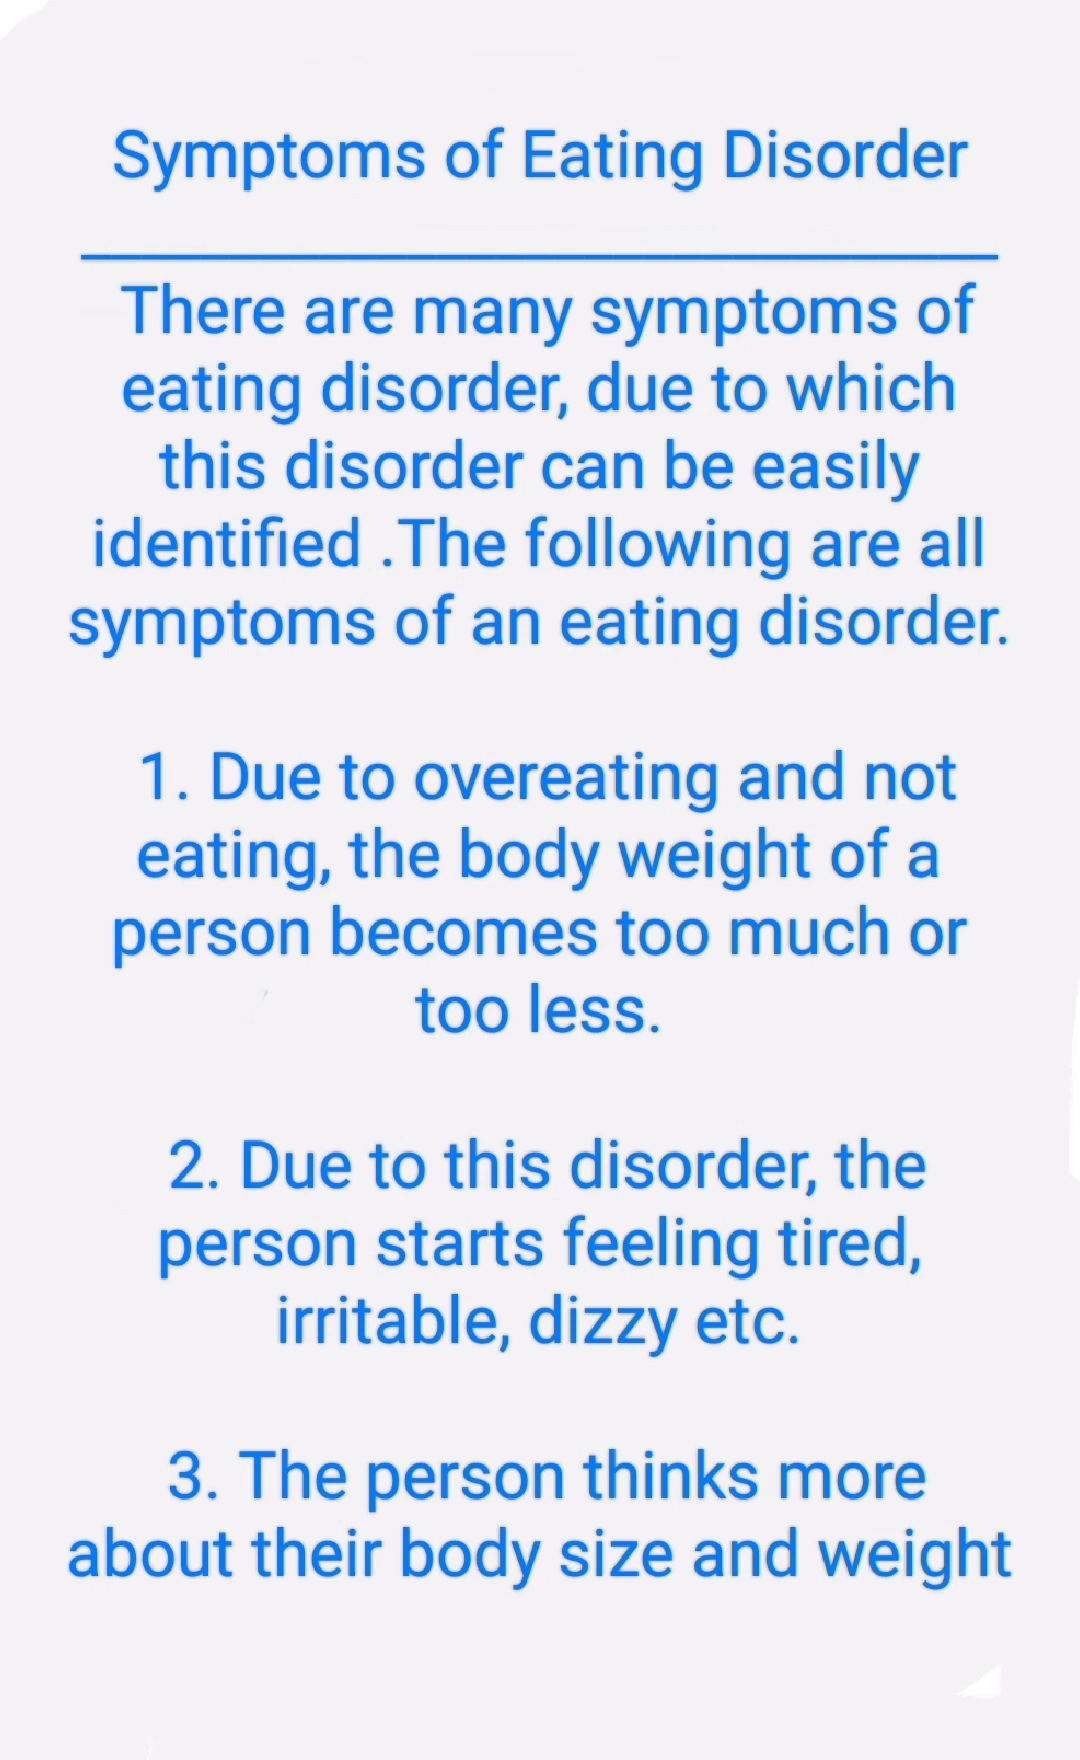 Symptoms of Eating Disorder
There are many symptoms of
eating disorder, due to which
this disorder can be easily
identified .The following are all
symptoms of an eating disorder.
1. Due to overeating and not
eating, the body weight of a
person becomes too much or
too less.
2. Due to this disorder, the
person starts feeling tired,
irritable, dizzy etc.
3. The person thinks more
about their body size and weight